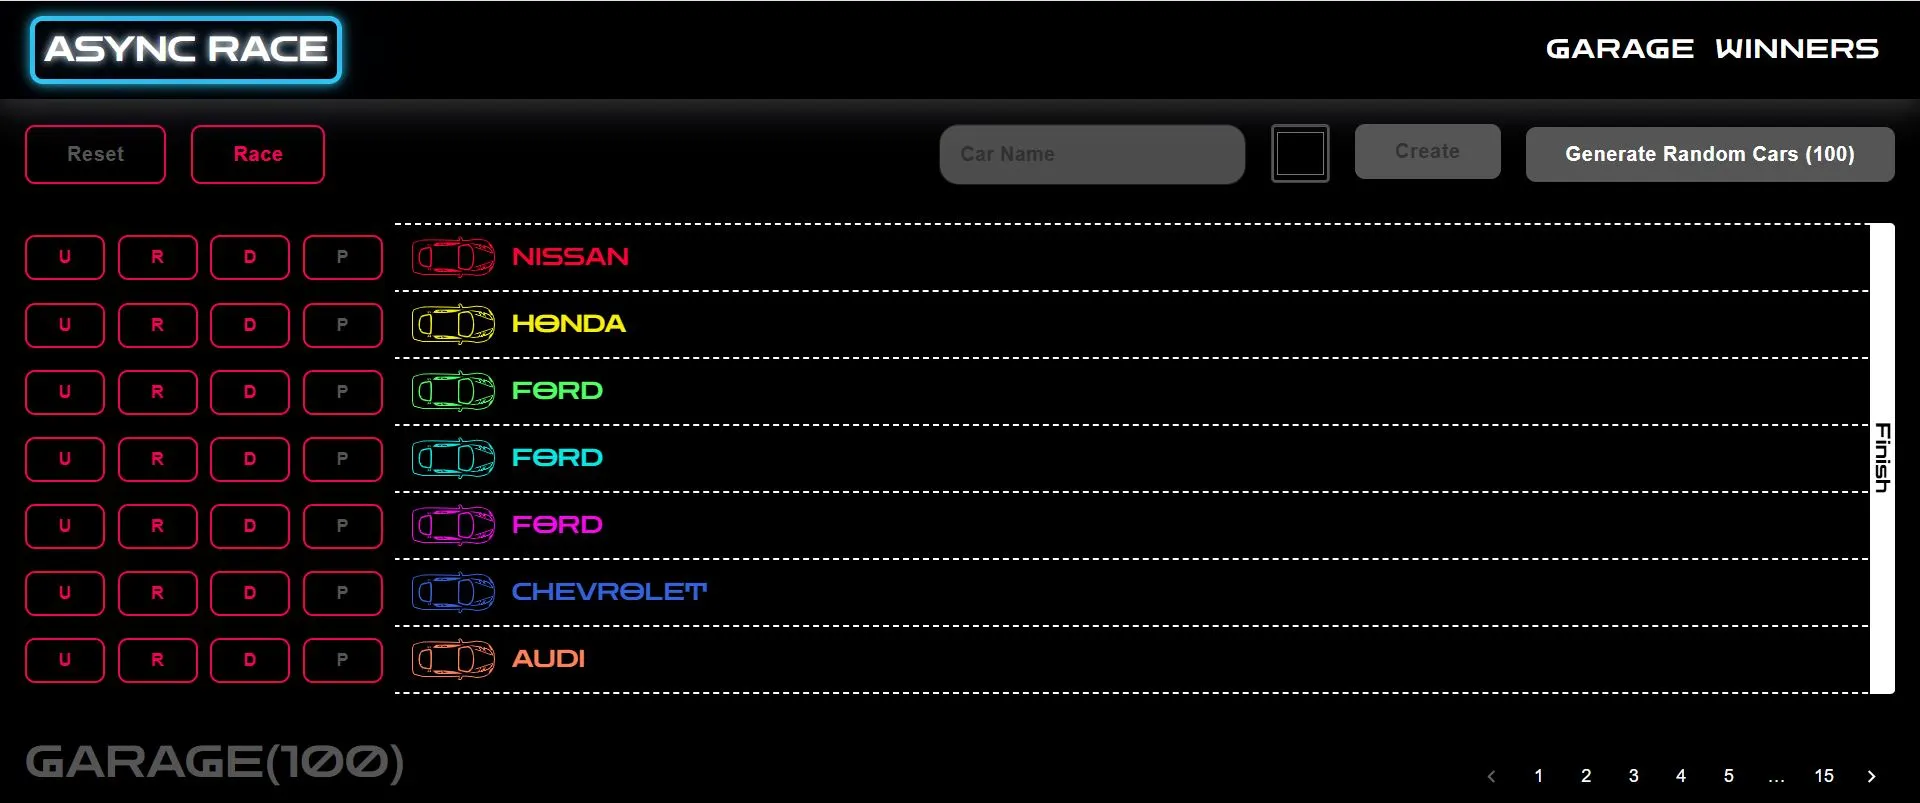 ASYNC RACE
GARAGE WINNERS
Reset Race Car Name Create Generate Random Cars (100)
U R D P NISSAN
U R D P HONDA
U R D P FORD
U R D P FORD
U R D P FORD
U R D P CHEVROLET
U R D P AUDI
Finish
GARAGE(100)
‹ 1 2 3 4 5 … 15 ›